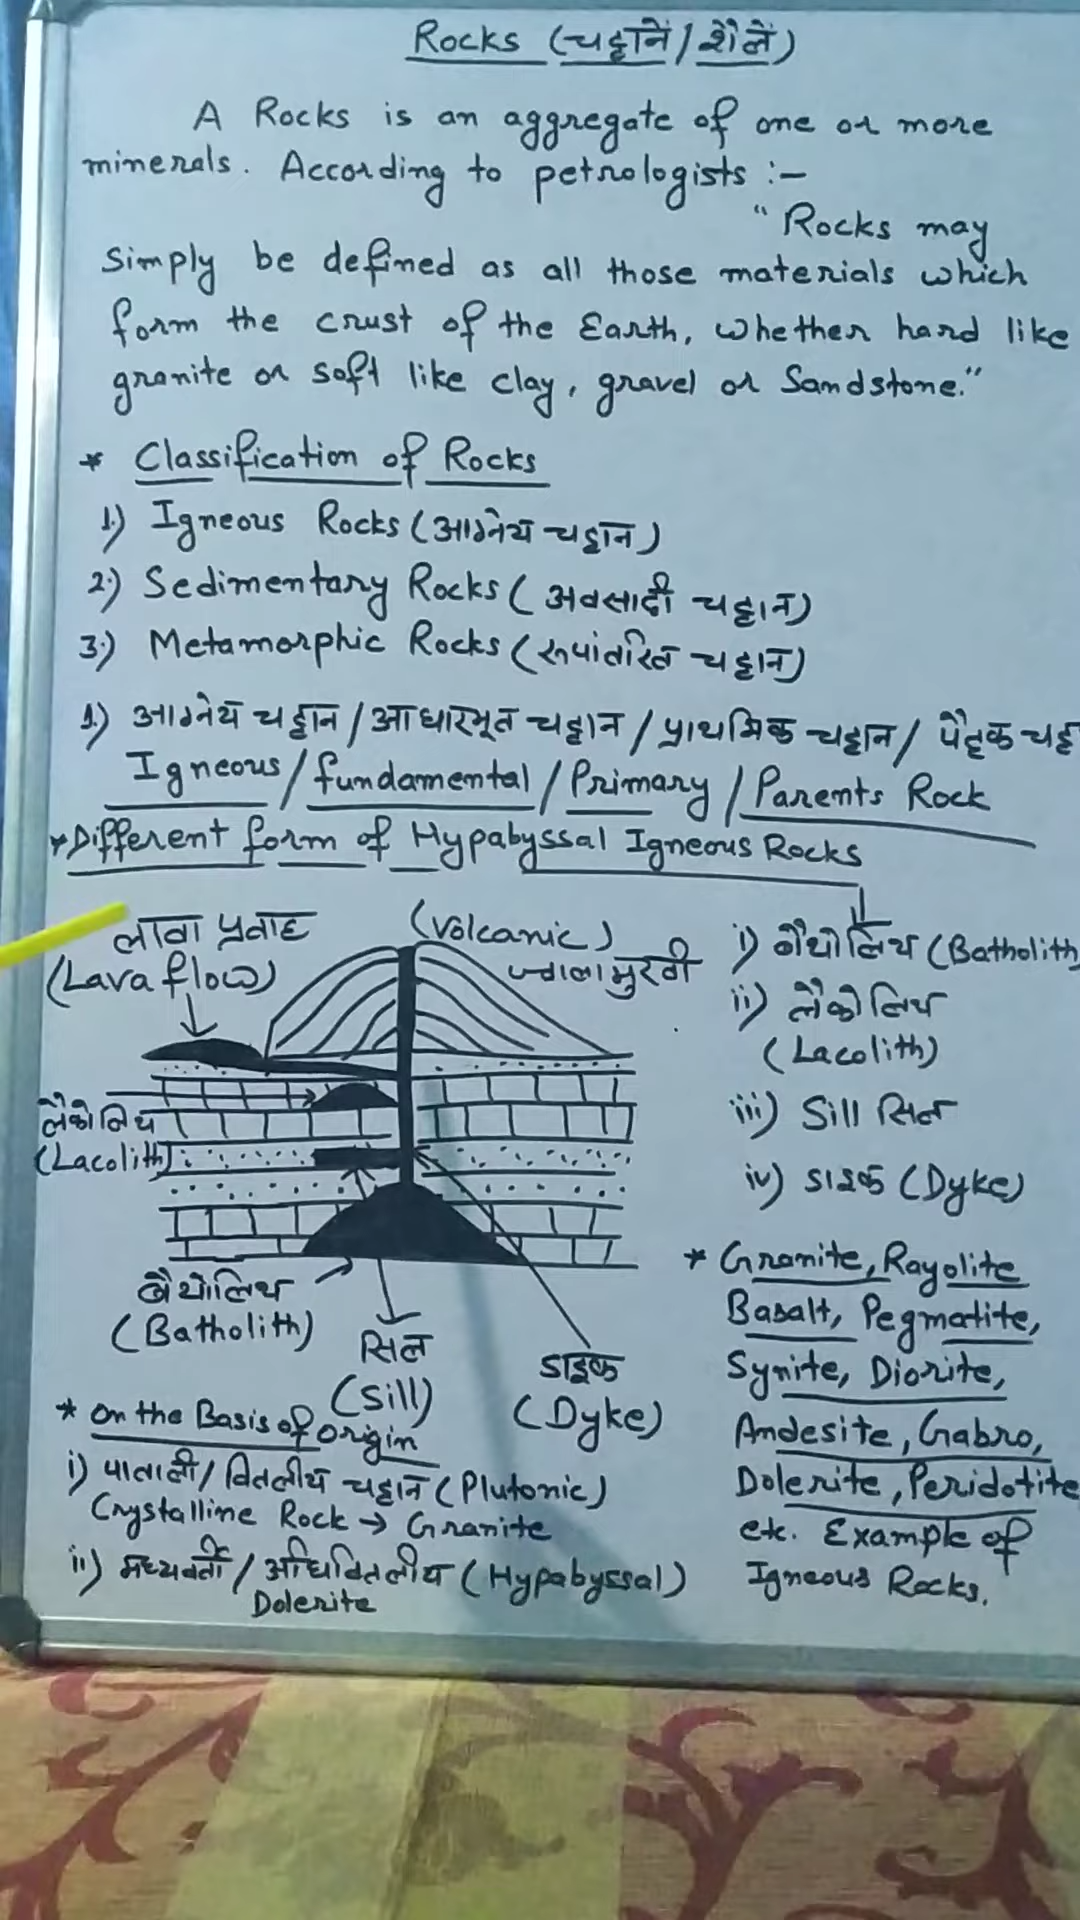 Rocks (चट्टानें/शैलें)
A Rocks is an aggregate of one or more
minerals. According to petrologists :-
"Rocks may
Simply be defined as all those materials which
form the crust of the Earth, whether hard like
granite or soft like clay, gravel or Sandstone."
* Classification of Rocks
1.) Igneous Rocks (आग्नेय चट्टान)
2.) Sedimentary Rocks (अवसादी चट्टान)
3.) Metamorphic Rocks (रूपांतरित चट्टान)
1.) आग्नेय चट्टान/आधारभूत चट्टान/प्राथमिक चट्टान/पैतृक चट्ट
Igneous/fundamental/Primary/Parents Rock
* Different form of Hypabyssal Igneous Rocks
लावा प्रवाह
(Lava flow)
(Volcanic)
ज्वालामुखी
लैकोलिथ
(Lacolith)
बैथोलिथ
(Batholith)
सिल
(Sill)
डाइक
(Dyke)
i) बैथोलिथ (Batholith
ii) लैकोलिथ
(Lacolith)
iii) Sill सिल
iv) डाइक (Dyke)
* Granite, Rayolite
Basalt, Pegmatite,
Synite, Diorite,
Andesite, Gabro,
Dolerite, Peridotite
etc. Example of
Igneous Rocks.
* On the Basis of Origin
i) पाताली/वितलीय चट्टान (Plutonic)
Crystalline Rock → Granite
ii) मध्यवर्ती/अधिवितलीय (Hypabyssal)
Dolerite